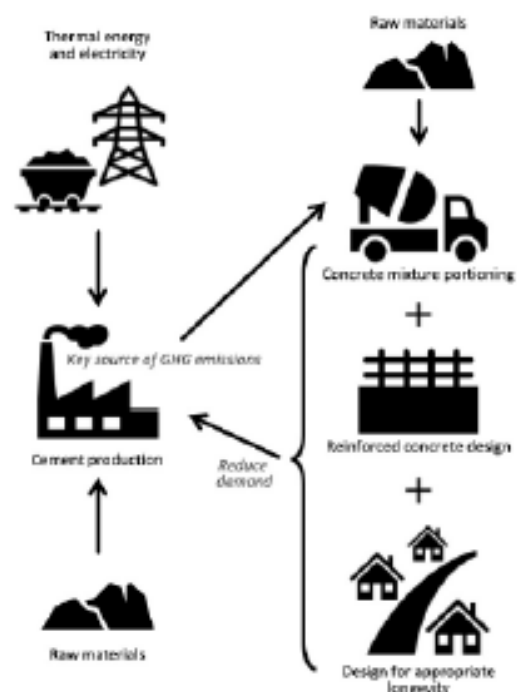 Thermal energy
and electricity
Raw materials
Concrete mixture portioning
+
Key source of GHG emissions
Reinforced concrete design
Cement production
Reduce
demand
+
Raw materials
Design for appropriate
longevity